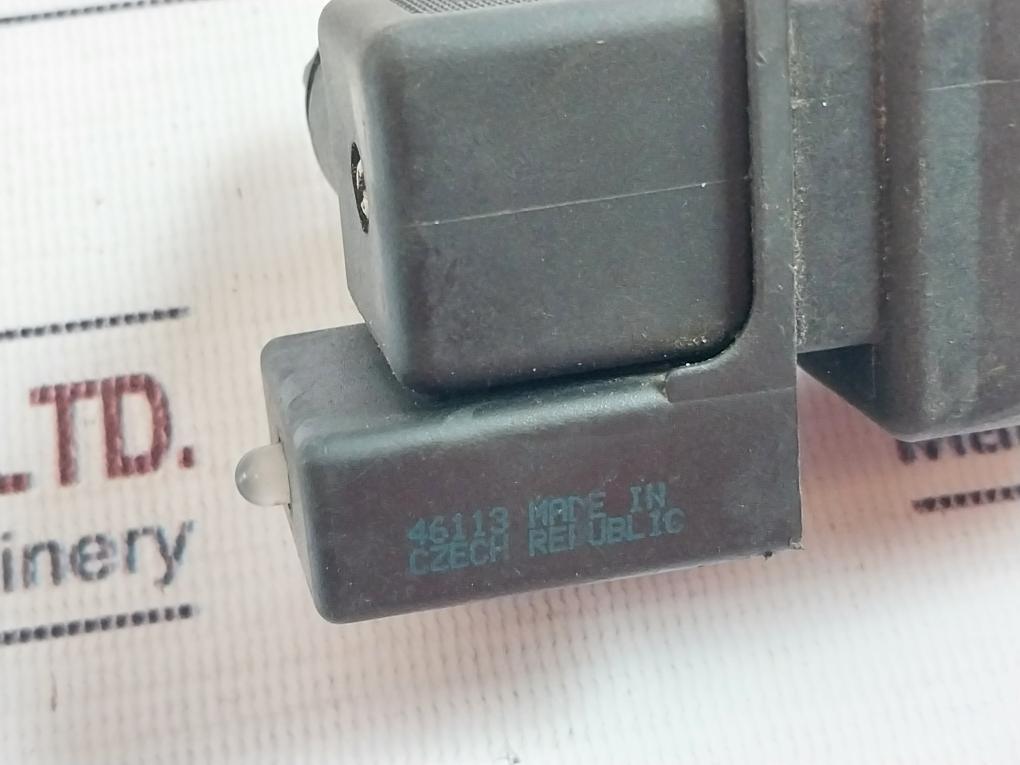 LTD.
inery
46113 MADE IN
CZECH REPUBLIC